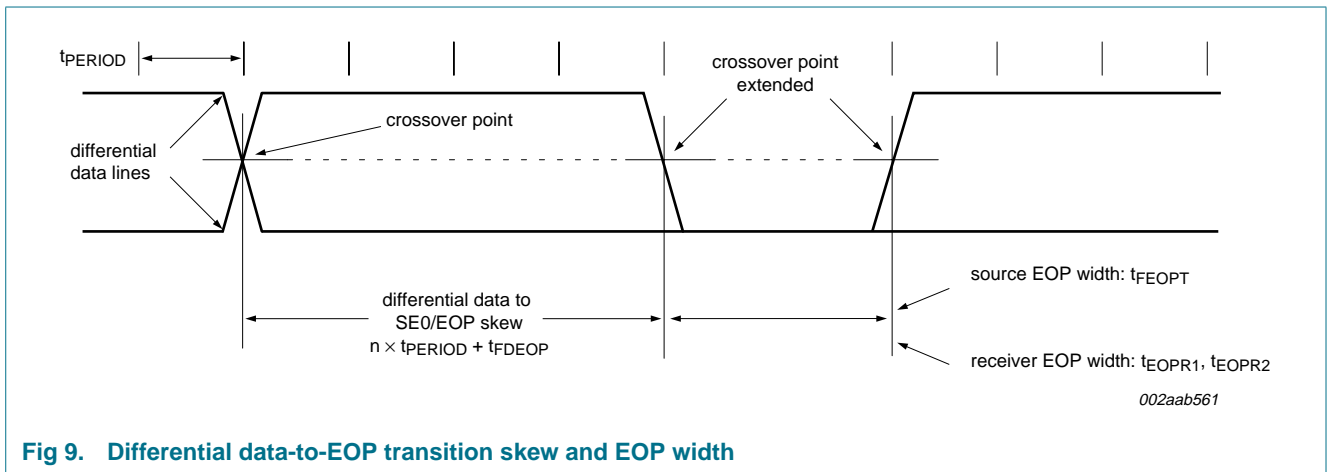 tPERIOD
crossover point
extended
crossover point
differential
data lines
source EOP width: tFEOPT
differential data to
SE0/EOP skew
n × tPERIOD + tFDEOP
receiver EOP width: tEOPR1, tEOPR2
002aab561
Fig 9. Differential data-to-EOP transition skew and EOP width